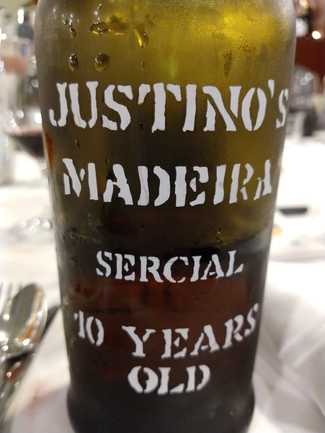 JUSTINO's
MADEIRA
SERCIAL
10 YEARS
OLD